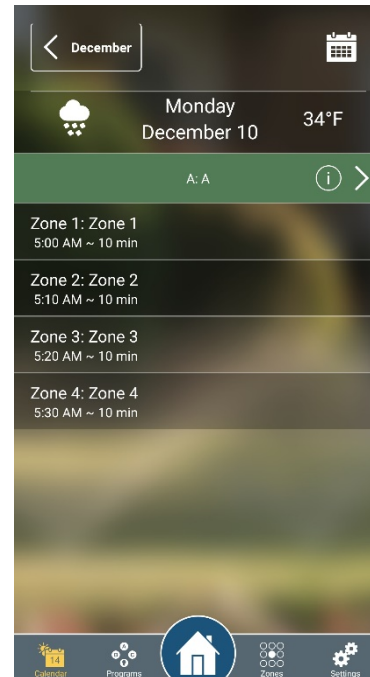 December
Monday
December 10
34°F
A: A
Zone 1: Zone 1
5:00 AM ~ 10 min
Zone 2: Zone 2
5:10 AM ~ 10 min
Zone 3: Zone 3
5:20 AM ~ 10 min
Zone 4: Zone 4
5:30 AM ~ 10 min
14
A
D C
Calendar Programs Zones Settings